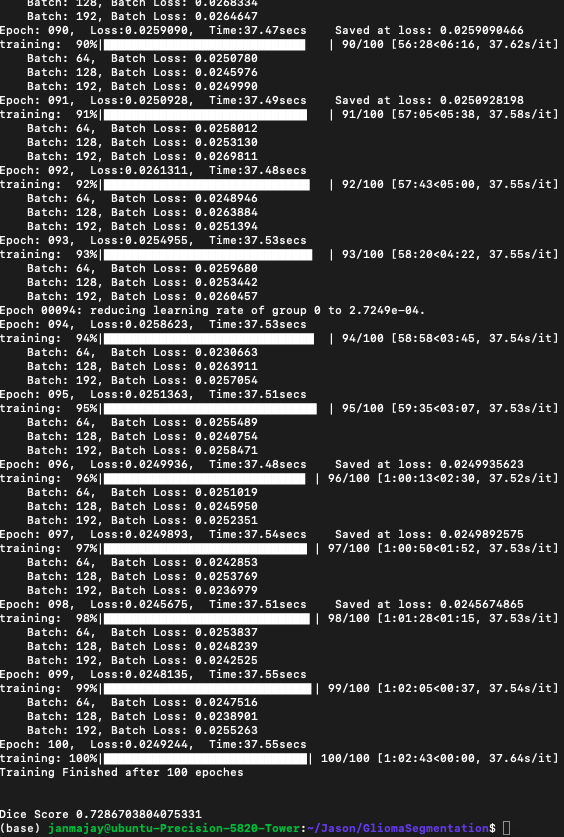 Batch: 128, Batch Loss: 0.0268334
Batch: 192, Batch Loss: 0.0264647
Epoch: 090, Loss:0.0259090, Time:37.47secs Saved at loss: 0.0259090466
training: 90%| | 90/100 [56:28<06:16, 37.62s/it]
Batch: 64, Batch Loss: 0.0250780
Batch: 128, Batch Loss: 0.0245976
Batch: 192, Batch Loss: 0.0249990
Epoch: 091, Loss:0.0250928, Time:37.49secs Saved at loss: 0.0250928198
training: 91%| | 91/100 [57:05<05:38, 37.58s/it]
Batch: 64, Batch Loss: 0.0258012
Batch: 128, Batch Loss: 0.0253130
Batch: 192, Batch Loss: 0.0269811
Epoch: 092, Loss:0.0261311, Time:37.48secs
training: 92%| | 92/100 [57:43<05:00, 37.55s/it]
Batch: 64, Batch Loss: 0.0248946
Batch: 128, Batch Loss: 0.0263884
Batch: 192, Batch Loss: 0.0251394
Epoch: 093, Loss:0.0254955, Time:37.53secs
training: 93%| | 93/100 [58:20<04:22, 37.55s/it]
Batch: 64, Batch Loss: 0.0259680
Batch: 128, Batch Loss: 0.0253442
Batch: 192, Batch Loss: 0.0260457
Epoch 00094: reducing learning rate of group 0 to 2.7249e-04.
Epoch: 094, Loss:0.0258623, Time:37.53secs
training: 94%| | 94/100 [58:58<03:45, 37.54s/it]
Batch: 64, Batch Loss: 0.0230663
Batch: 128, Batch Loss: 0.0263911
Batch: 192, Batch Loss: 0.0257054
Epoch: 095, Loss:0.0251363, Time:37.51secs
training: 95%| | 95/100 [59:35<03:07, 37.53s/it]
Batch: 64, Batch Loss: 0.0255489
Batch: 128, Batch Loss: 0.0240754
Batch: 192, Batch Loss: 0.0258471
Epoch: 096, Loss:0.0249936, Time:37.48secs Saved at loss: 0.0249935623
training: 96%| | 96/100 [1:00:13<02:30, 37.52s/it]
Batch: 64, Batch Loss: 0.0251019
Batch: 128, Batch Loss: 0.0245950
Batch: 192, Batch Loss: 0.0252351
Epoch: 097, Loss:0.0249893, Time:37.54secs Saved at loss: 0.0249892575
training: 97%| | 97/100 [1:00:50<01:52, 37.53s/it]
Batch: 64, Batch Loss: 0.0242853
Batch: 128, Batch Loss: 0.0253769
Batch: 192, Batch Loss: 0.0236979
Epoch: 098, Loss:0.0245675, Time:37.51secs Saved at loss: 0.0245674865
training: 98%| | 98/100 [1:01:28<01:15, 37.53s/it]
Batch: 64, Batch Loss: 0.0253837
Batch: 128, Batch Loss: 0.0248239
Batch: 192, Batch Loss: 0.0242525
Epoch: 099, Loss:0.0248135, Time:37.55secs
training: 99%| | 99/100 [1:02:05<00:37, 37.54s/it]
Batch: 64, Batch Loss: 0.0247516
Batch: 128, Batch Loss: 0.0238901
Batch: 192, Batch Loss: 0.0255263
Epoch: 100, Loss:0.0249244, Time:37.55secs
training: 100%| | 100/100 [1:02:43<00:00, 37.64s/it]
Training Finished after 100 epoches
Dice Score 0.7286703804075331
(base) janmajay@ubuntu-Precision-5820-Tower:~/Jason/GliomaSegmentation$